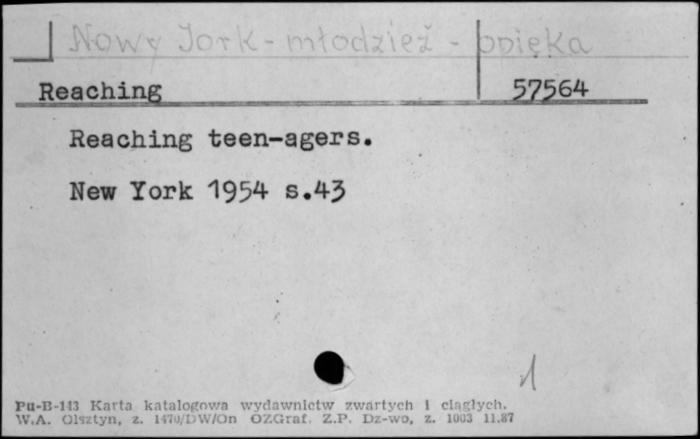 Nowy Jork - młodzież - opieka
Reaching 57564
Reaching teen-agers.
New York 1954 s.43
1
Pu-B-143 Karta katalogowa wydawnictw zwartych i ciągłych.
W.A. Olsztyn, z. 1470/DW/On OZGraf. Z.P. Dz-wo, z. 1003 11.87